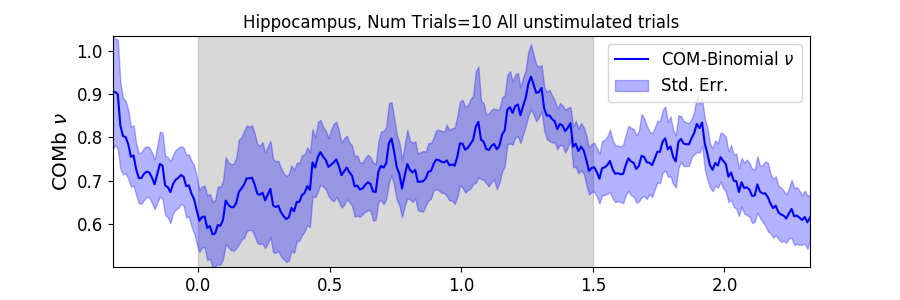 Hippocampus, Num Trials=10 All unstimulated trials
COMb ν
1.0
0.9
0.8
0.7
0.6
COM-Binomial ν
Std. Err.
0.0 0.5 1.0 1.5 2.0